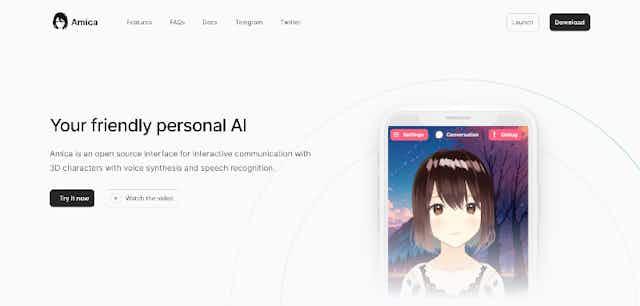 Amica
Features
FAQs
Docs
Telegram
Twitter
Launch
Download
Your friendly personal AI
Amica is an open source interface for interactive communication with
3D characters with voice synthesis and speech recognition.
Try it now
Watch the video
Settings
Conversation
Debug